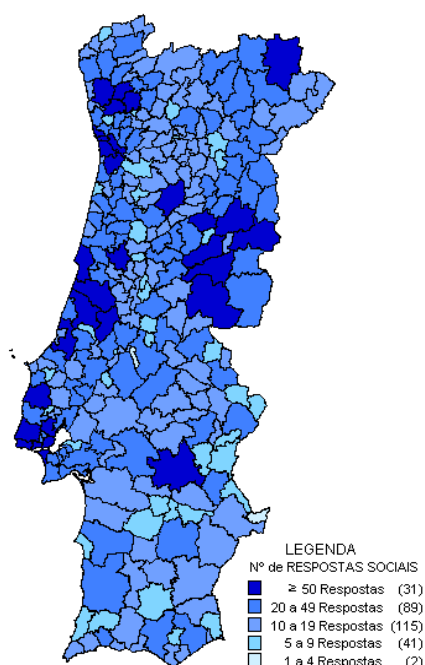 LEGENDA
Nº de RESPOSTAS SOCIAIS
≥ 50 Respostas (31)
20 a 49 Respostas (89)
10 a 19 Respostas (115)
5 a 9 Respostas (41)
1 a 4 Respostas (2)